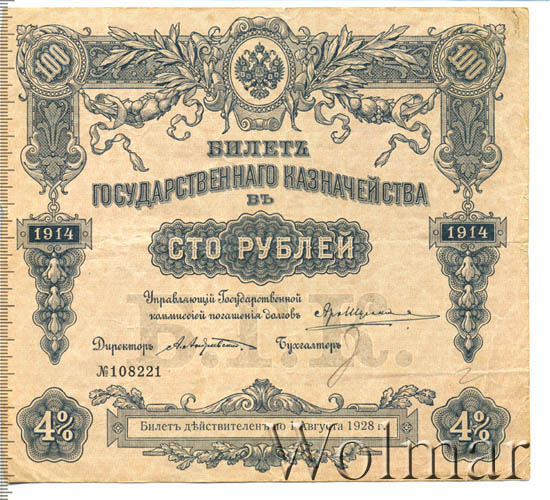 100 100
БИЛЕТЪ
ГОСУДАРСТВЕННАГО КАЗНАЧЕЙСТВА
ВЪ
1914 1914
СТО РУБЛЕЙ
Управляющій Государственной
коммиссіей погашенія долговъ
Директоръ Бухгалтеръ
№108221
4% 4%
Билетъ дѣйствителенъ по 1 Августа 1928 г.
Wolmar